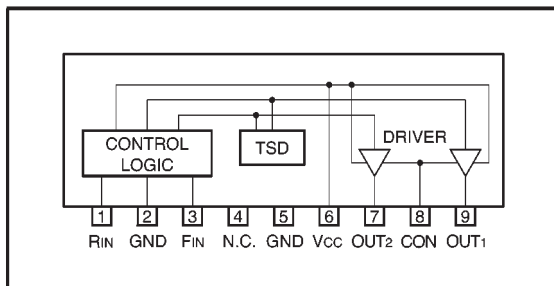 CONTROL
LOGIC
TSD
DRIVER
1 2 3 4 5 6 7 8 9
RIN GND FIN N.C. GND VCC OUT2 CON OUT1